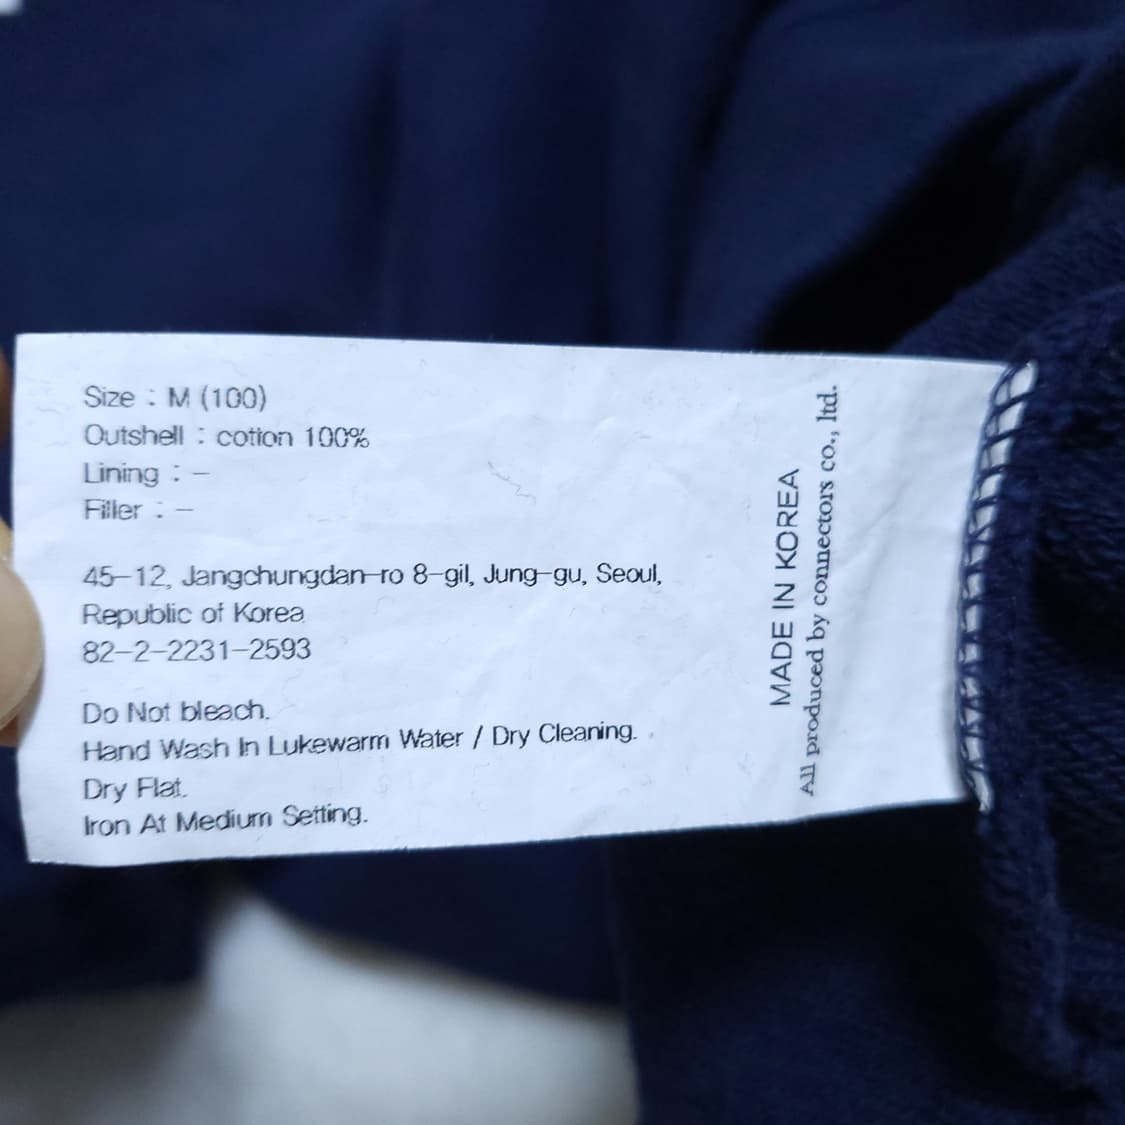 Size : M (100)
Outshell : cotion 100%
Lining : -
Filler : -
45-12, Jangchungdan-ro 8-gil, Jung-gu, Seoul,
Republic of Korea
82-2-2231-2593
Do Not bleach.
Hand Wash In Lukewarm Water / Dry Cleaning.
Dry Flat.
Iron At Medium Setting.
MADE IN KOREA
All produced by connectors co., ltd.